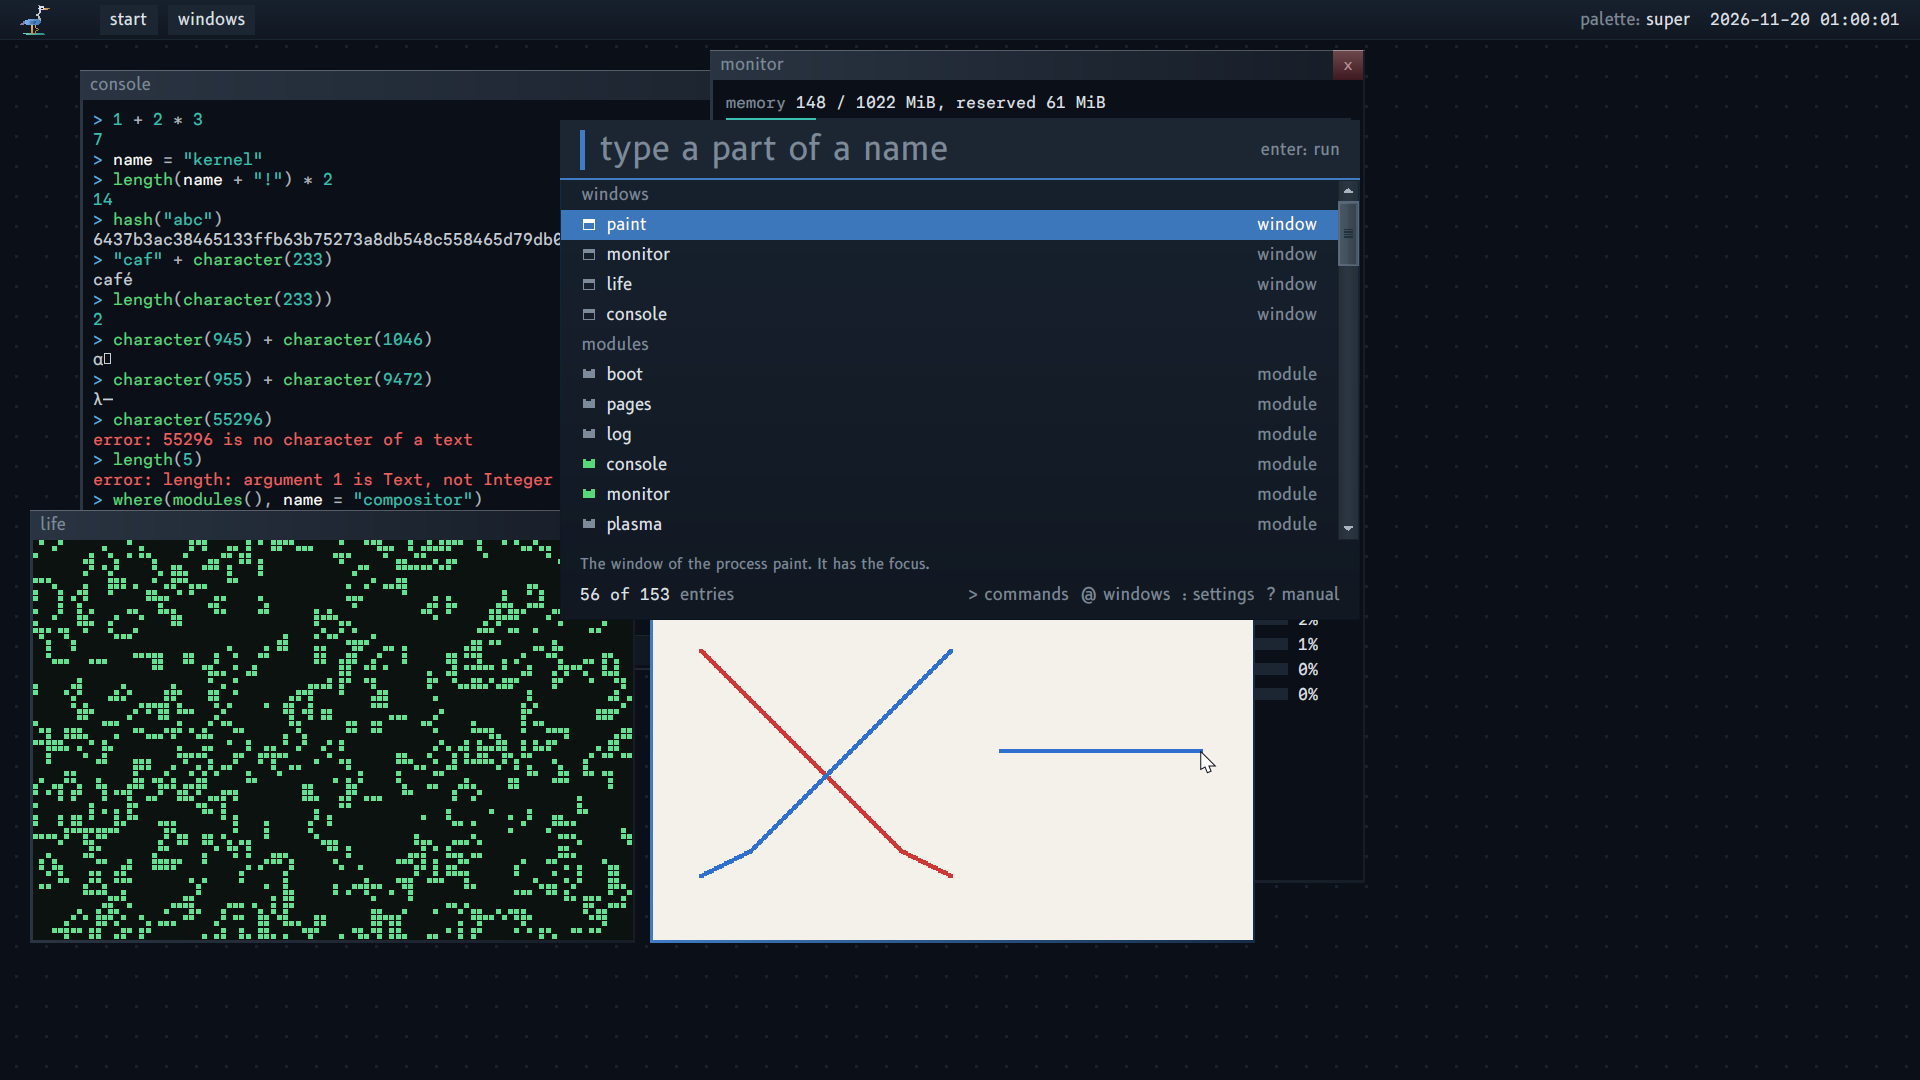 start windows palette: super 2026-11-20 01:00:01
monitor x
memory 148 / 1022 MiB, reserved 61 MiB
console
> 1 + 2 * 3
7
> name = "kernel"
> length(name + "!") * 2
14
> hash("abc")
6437b3ac38465133ffb63b75273a8db548c558465d79db0
> "caf" + character(233)
café
> length(character(233))
2
> character(945) + character(1046)
α▯
> character(955) + character(9472)
λ─
> character(55296)
error: 55296 is no character of a text
> length(5)
error: length: argument 1 is Text, not Integer
> where(modules(), name = "compositor")
type a part of a name enter: run
windows
paint window
monitor window
life window
console window
modules
boot module
pages module
log module
console module
monitor module
plasma module
The window of the process paint. It has the focus.
56 of 153 entries > commands @ windows : settings ? manual
life
2%
1%
0%
0%